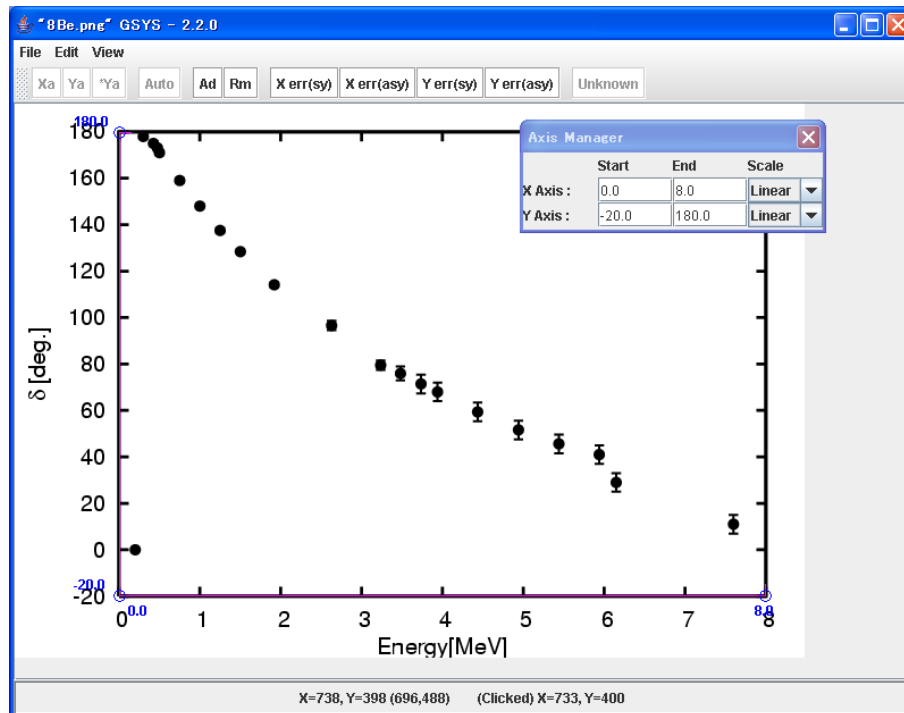 "8Be.png" GSYS - 2.2.0
File Edit View
Xa Ya *Ya Auto Ad Rm X err(sy) X err(asy) Y err(sy) Y err(asy) Unknown
180.0
180
160
140
120
100
80
60
40
20
0
-20.0
-20
δ [deg.]
0 0.0 1 2 3 4 5 6 7 8 8.0
Energy[MeV]
Axis Manager
Start End Scale
X Axis : 0.0 8.0 Linear
Y Axis : -20.0 180.0 Linear
X=738, Y=398 (696,488) (Clicked) X=733, Y=400